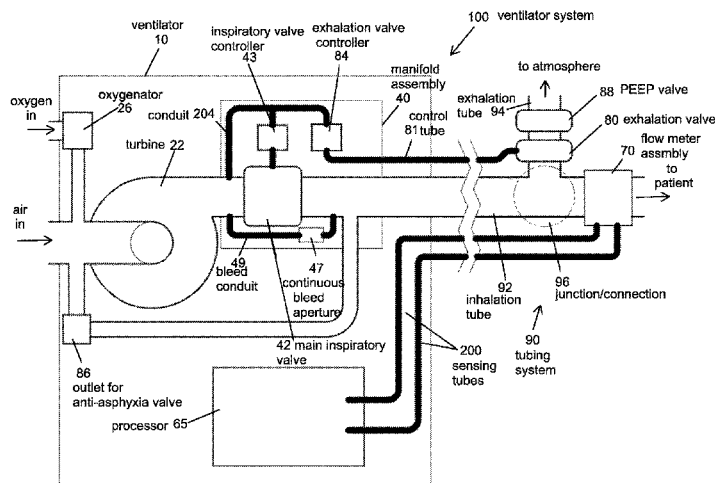 100 ventilator system
ventilator
10
inspiratory valve
controller
43
exhalation valve
controller
84
to atmosphere
manifold
assembly
40
exhalation
tube
94
88 PEEP valve
80 exhalation valve
70
flow meter
assmbly
to
patient
oxygenator
26
oxygen
in
conduit 204
control
tube
81
turbine 22
air
in
49
bleed
conduit
47
continuous
bleed
aperture
92
inhalation
tube
96
junction/connection
42 main inspiratory
valve
200
sensing
tubes
90
tubing
system
86
outlet for
anti-asphyxia valve
processor 65